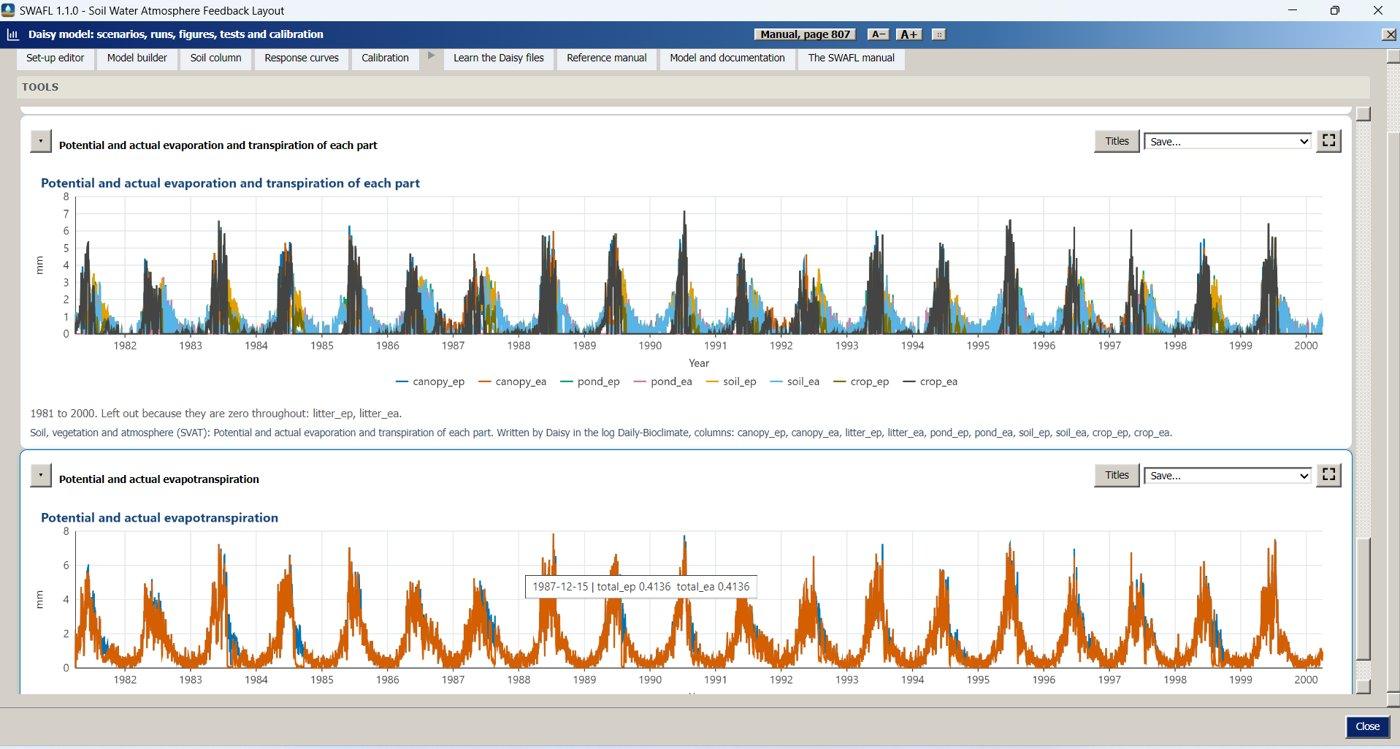 SWAFL 1.1.0 - Soil Water Atmosphere Feedback Layout
Daisy model: scenarios, runs, figures, tests and calibration
Manual, page 807
A−
A+
Set-up editor
Model builder
Soil column
Response curves
Calibration
Learn the Daisy files
Reference manual
Model and documentation
The SWAFL manual
TOOLS
Potential and actual evaporation and transpiration of each part
Titles
Save...
Potential and actual evaporation and transpiration of each part
8
7
6
5
4
3
2
1
0
mm
1982 1983 1984 1985 1986 1987 1988 1989 1990 1991 1992 1993 1994 1995 1996 1997 1998 1999 2000
Year
canopy_ep canopy_ea pond_ep pond_ea soil_ep soil_ea crop_ep crop_ea
1981 to 2000. Left out because they are zero throughout: litter_ep, litter_ea.
Soil, vegetation and atmosphere (SVAT): Potential and actual evaporation and transpiration of each part. Written by Daisy in the log Daily-Bioclimate, columns: canopy_ep, canopy_ea, litter_ep, litter_ea, pond_ep, pond_ea, soil_ep, soil_ea, crop_ep, crop_ea.
Potential and actual evapotranspiration
Titles
Save...
Potential and actual evapotranspiration
8
6
4
2
0
mm
1987-12-15 | total_ep 0.4136 total_ea 0.4136
1982 1983 1984 1985 1986 1987 1988 1989 1990 1991 1992 1993 1994 1995 1996 1997 1998 1999 2000
Close